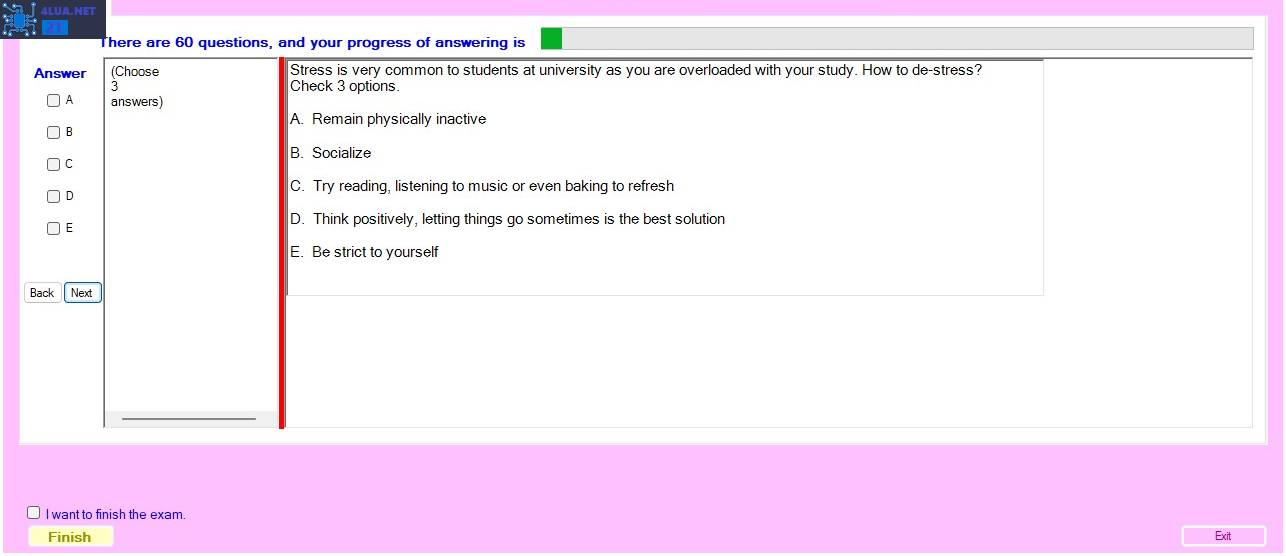 4LUA.NET
21
There are 60 questions, and your progress of answering is
Answer
A
B
C
D
E
Back Next
(Choose
3
answers)
Stress is very common to students at university as you are overloaded with your study. How to de-stress?
Check 3 options.
A. Remain physically inactive
B. Socialize
C. Try reading, listening to music or even baking to refresh
D. Think positively, letting things go sometimes is the best solution
E. Be strict to yourself
I want to finish the exam.
Finish
Exit